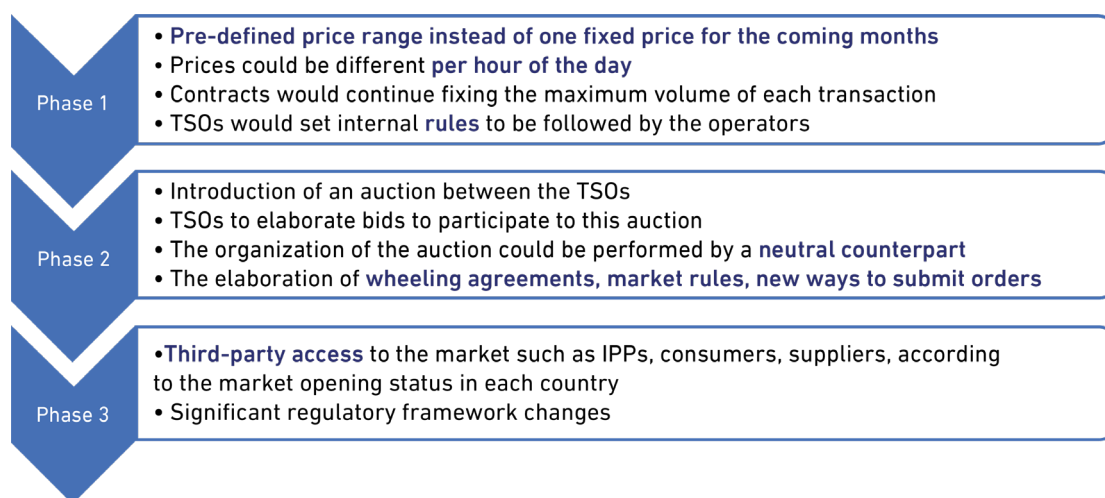 Phase 1
• Pre-defined price range instead of one fixed price for the coming months
• Prices could be different per hour of the day
• Contracts would continue fixing the maximum volume of each transaction
• TSOs would set internal rules to be followed by the operators
Phase 2
• Introduction of an auction between the TSOs
• TSOs to elaborate bids to participate to this auction
• The organization of the auction could be performed by a neutral counterpart
• The elaboration of wheeling agreements, market rules, new ways to submit orders
Phase 3
•Third-party access to the market such as IPPs, consumers, suppliers, according
to the market opening status in each country
• Significant regulatory framework changes